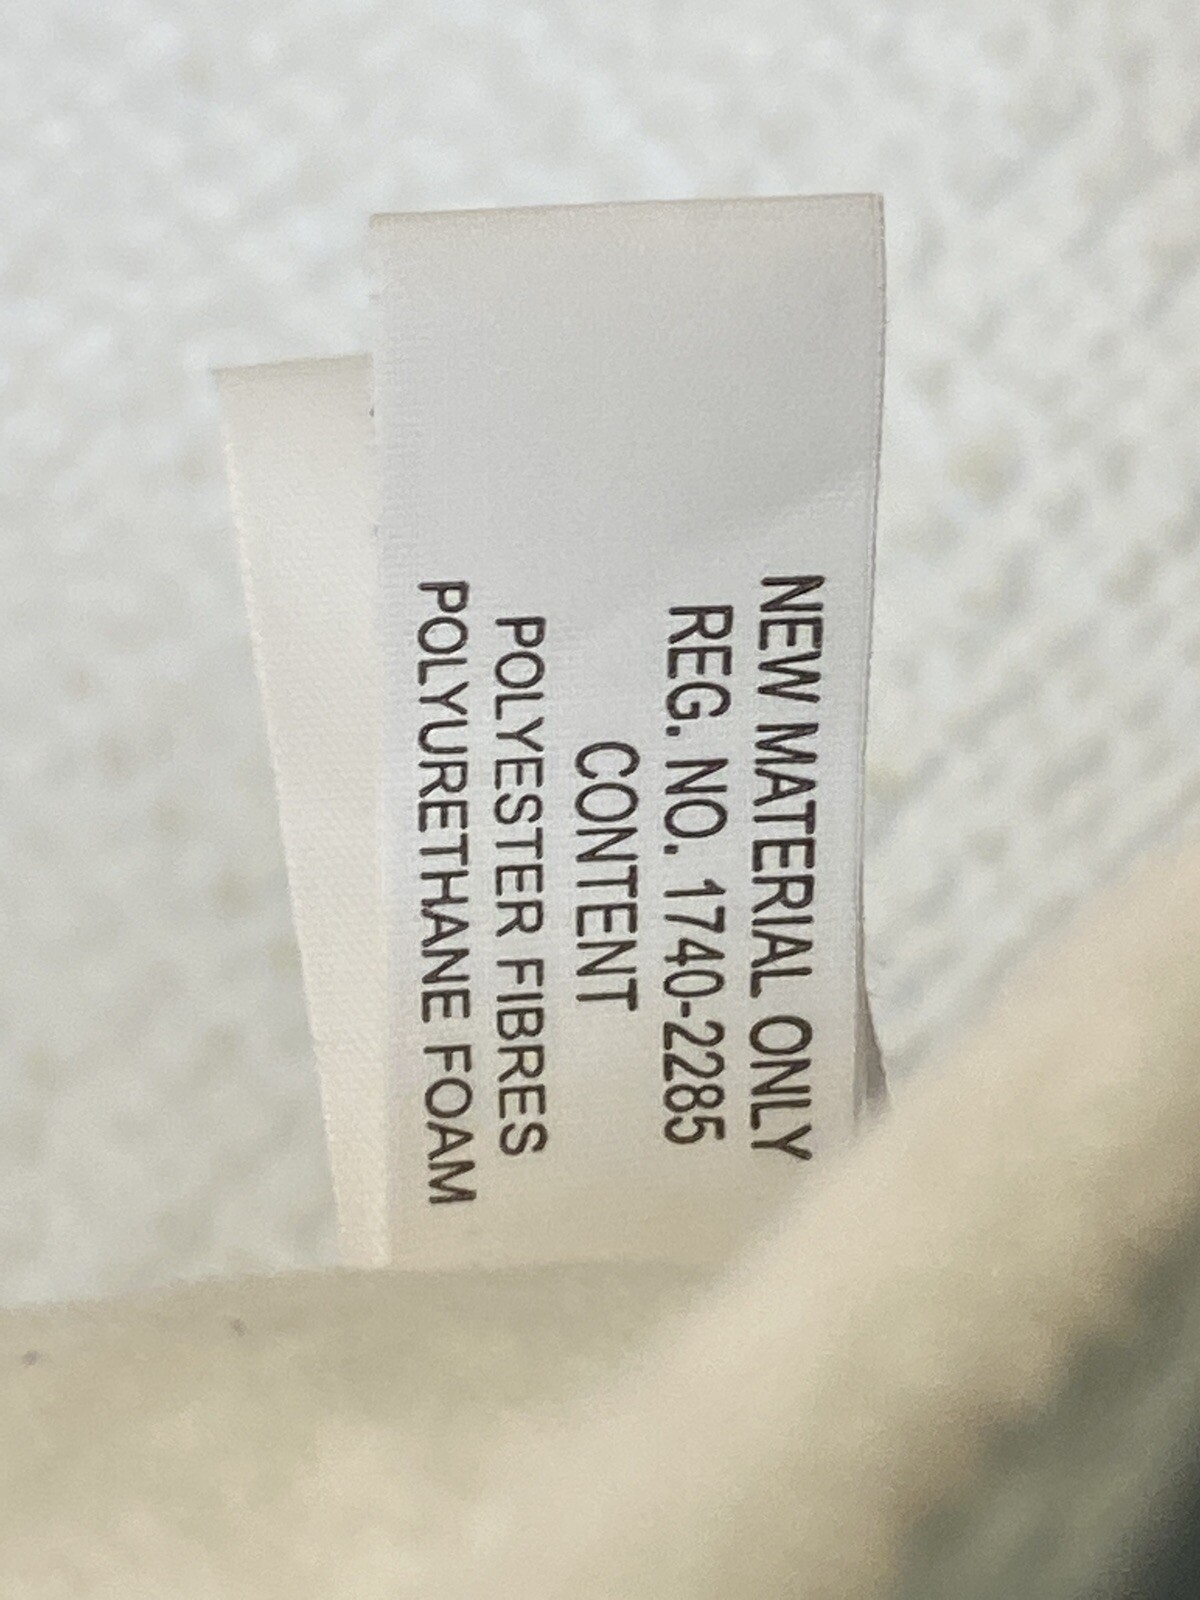 NEW MATERIAL ONLY
REG. NO. 1740-2285
CONTENT
POLYESTER FIBRES
POLYURETHANE FOAM